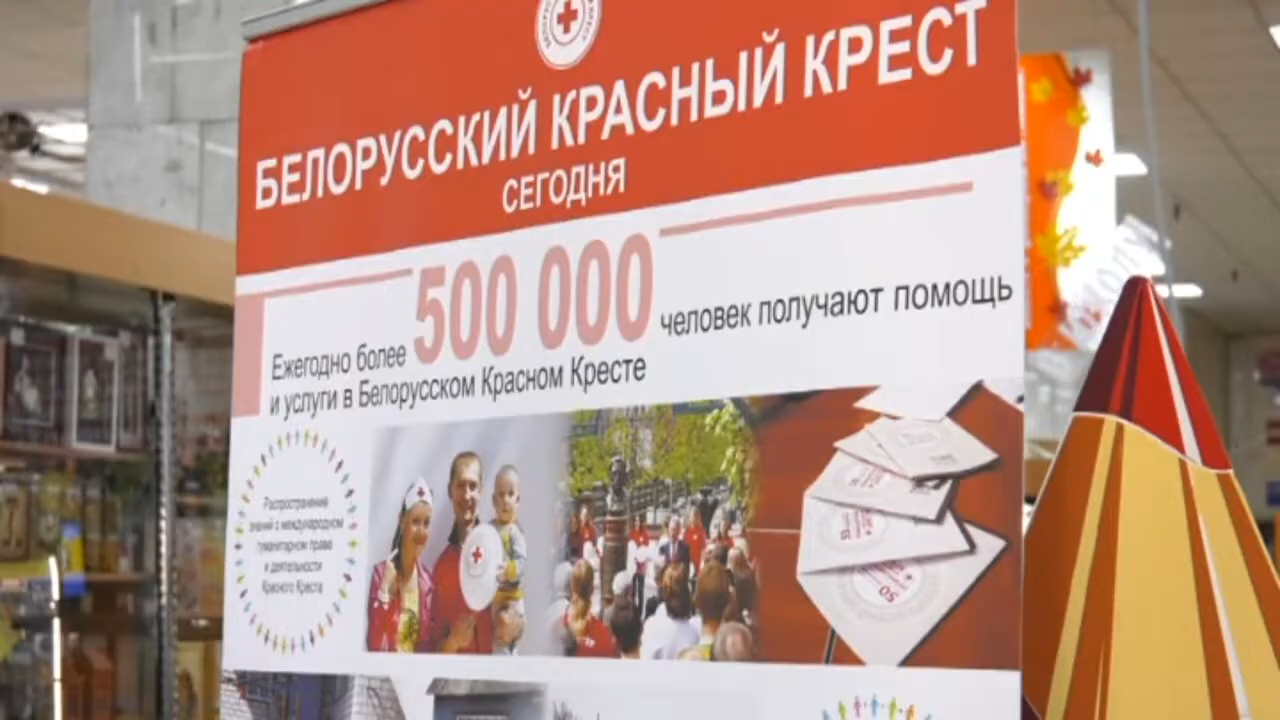 БЕЛОРУССКИЙ КРАСНЫЙ КРЕСТ
СЕГОДНЯ
Ежегодно более 500 000 человек получают помощь
и услуги в Белорусском Красном Кресте
Распространение
знаний о международном
гуманитарном праве
и деятельности
Красного Креста